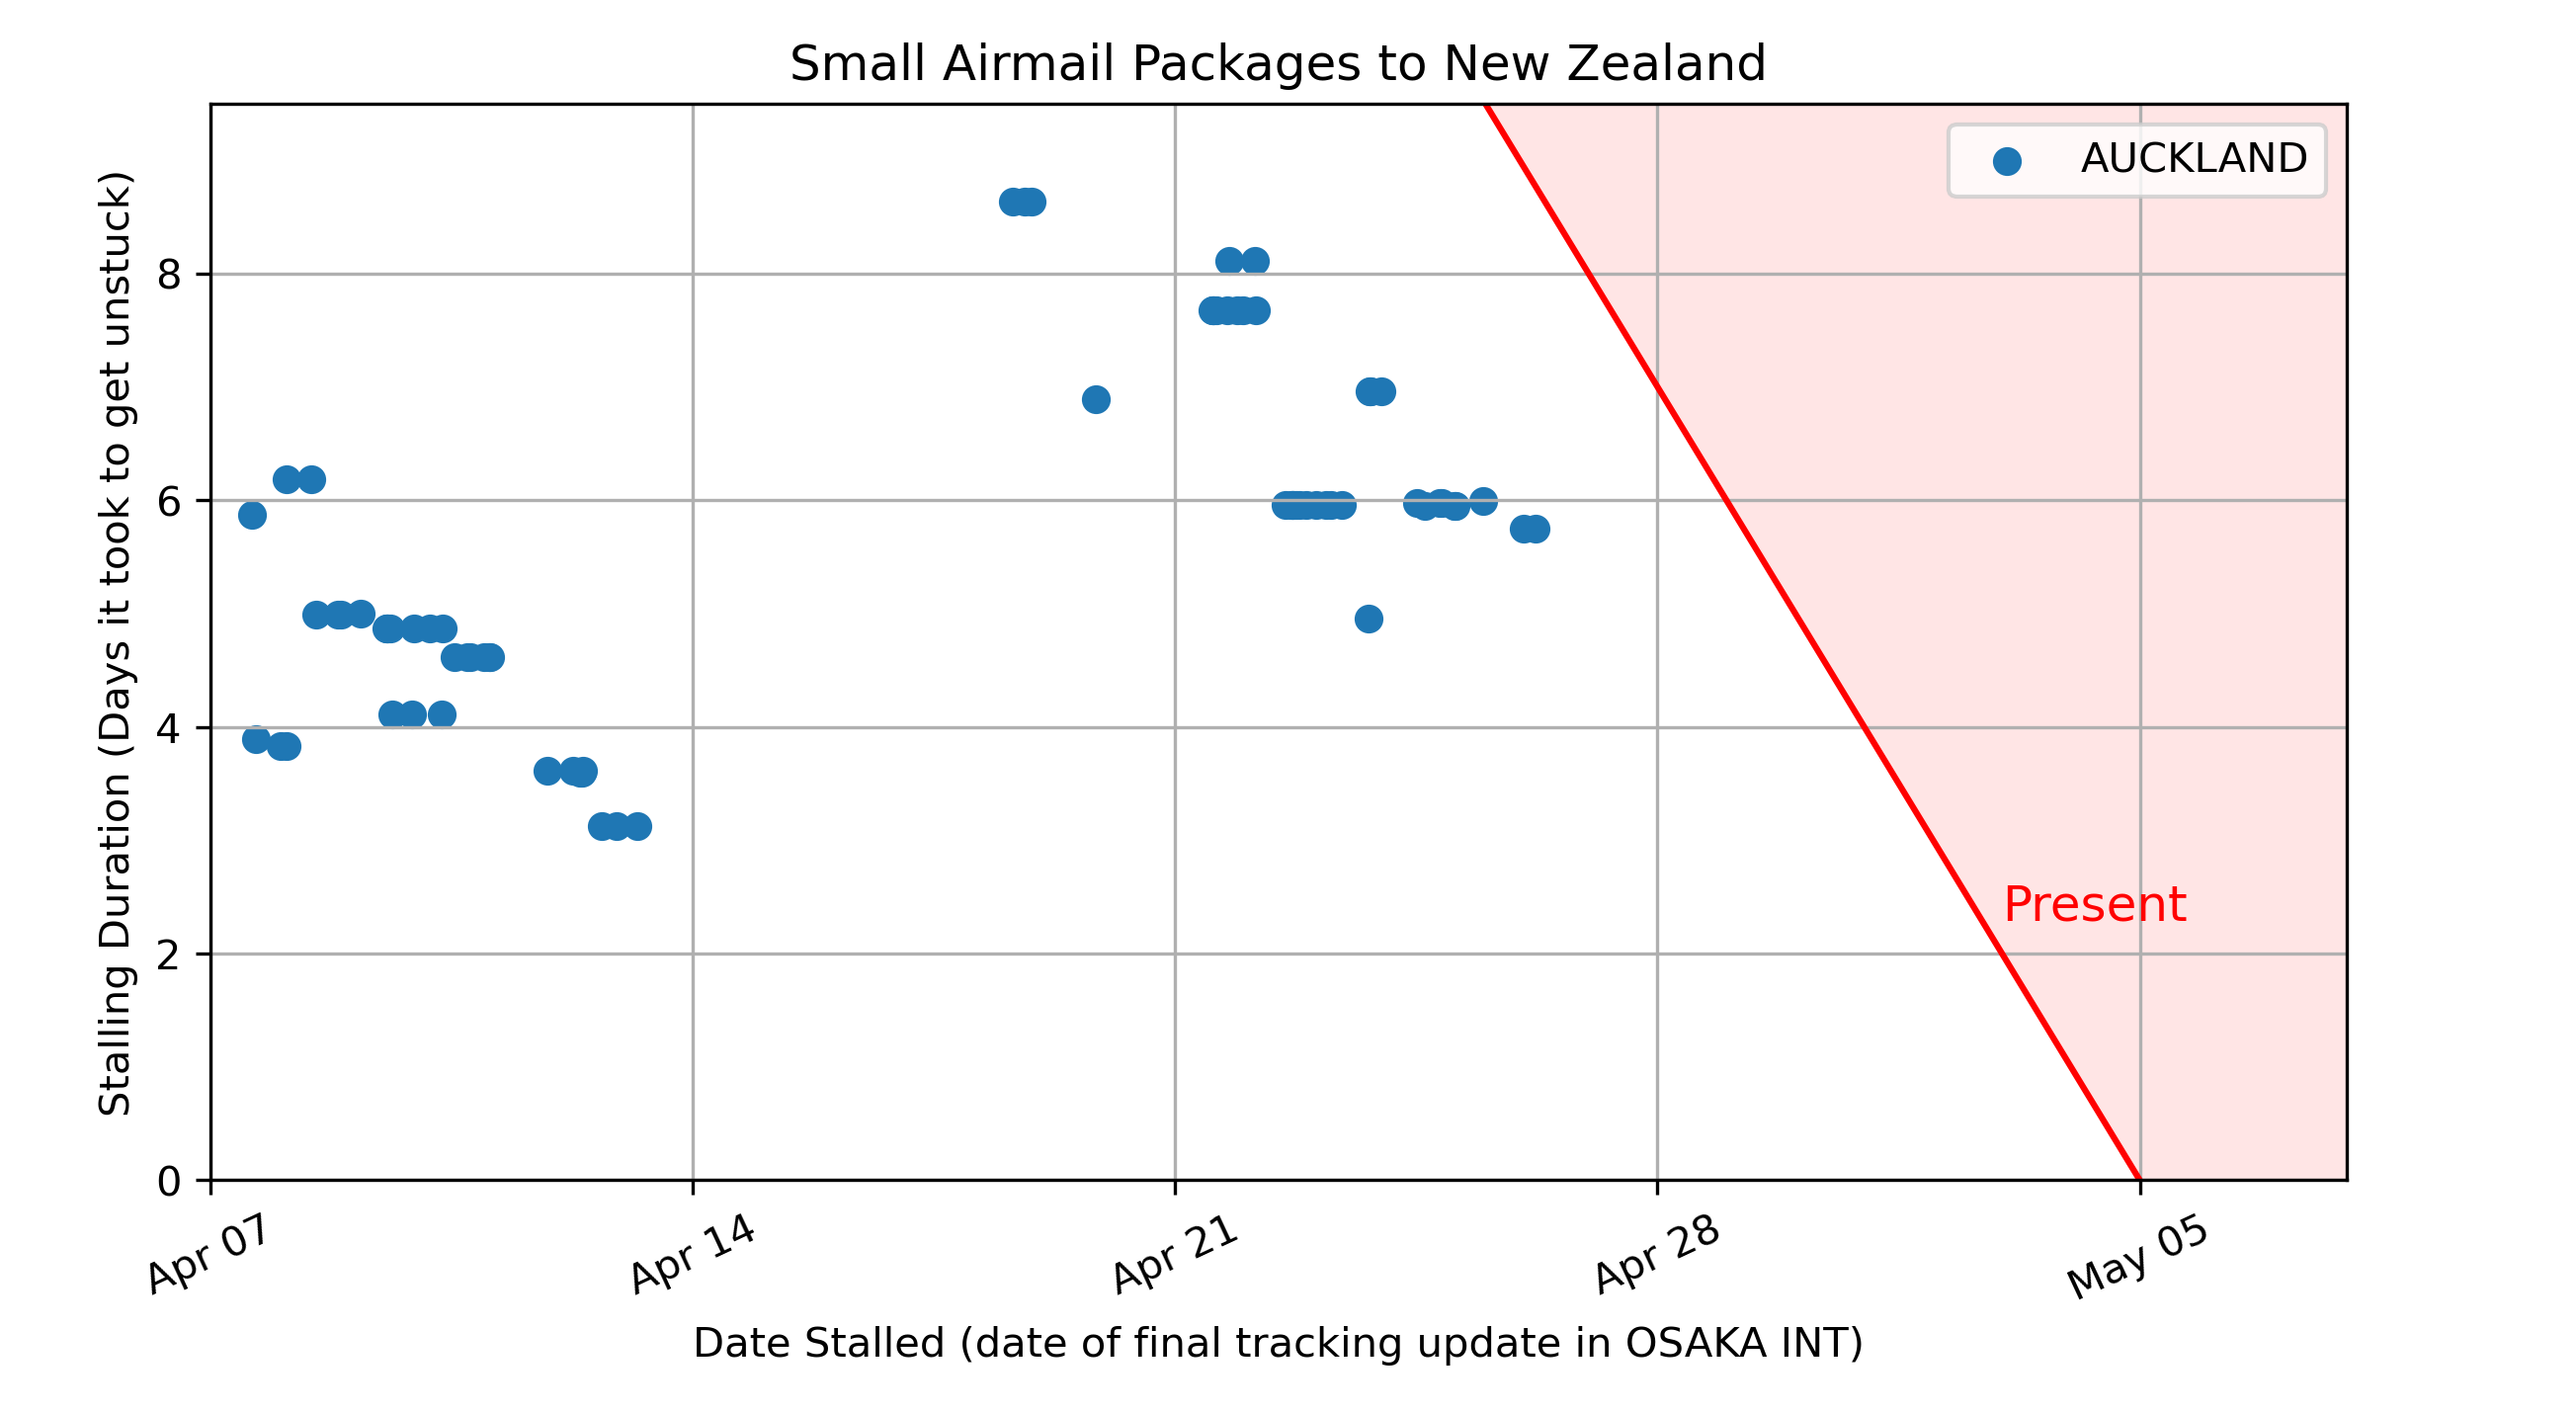 Small Airmail Packages to New Zealand
AUCKLAND
Stalling Duration (Days it took to get unstuck)
8
6
4
2
0
Present
Apr 07
Apr 14
Apr 21
Apr 28
May 05
Date Stalled (date of final tracking update in OSAKA INT)